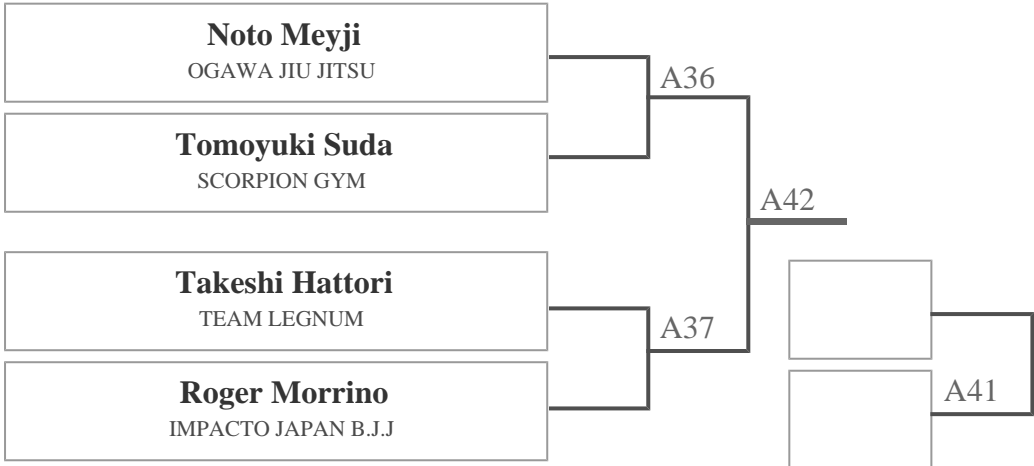 Noto Meyji
OGAWA JIU JITSU
A36
Tomoyuki Suda
SCORPION GYM
A42
Takeshi Hattori
TEAM LEGNUM
A37
Roger Morrino
IMPACTO JAPAN B.J.J
A41